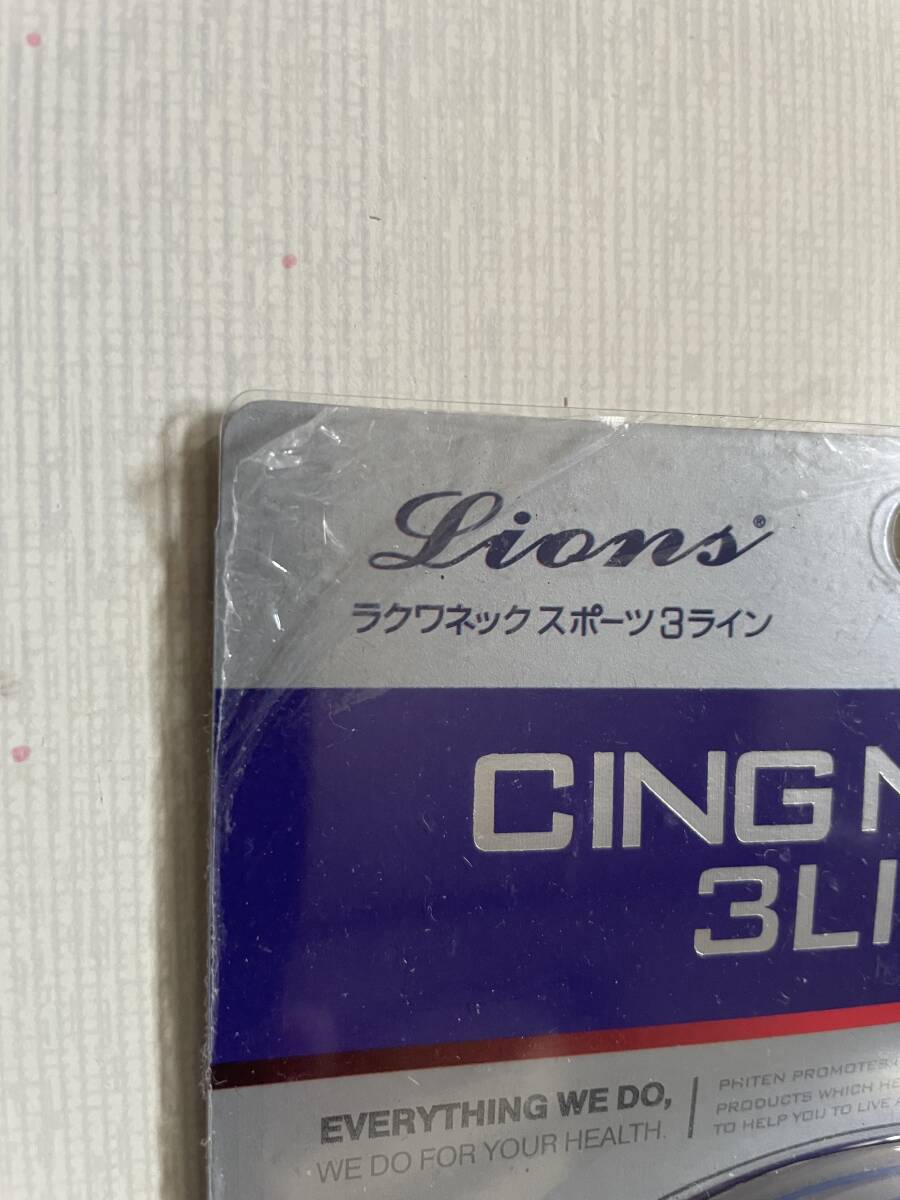 Lions®
ラクワネック スポーツ 3ライン
CING N
3LI
EVERYTHING WE DO,
WE DO FOR YOUR HEALTH.
PHITEN PROMOTES
PRODUCTS WHICH HE
TO HELP YOU TO LIVE A